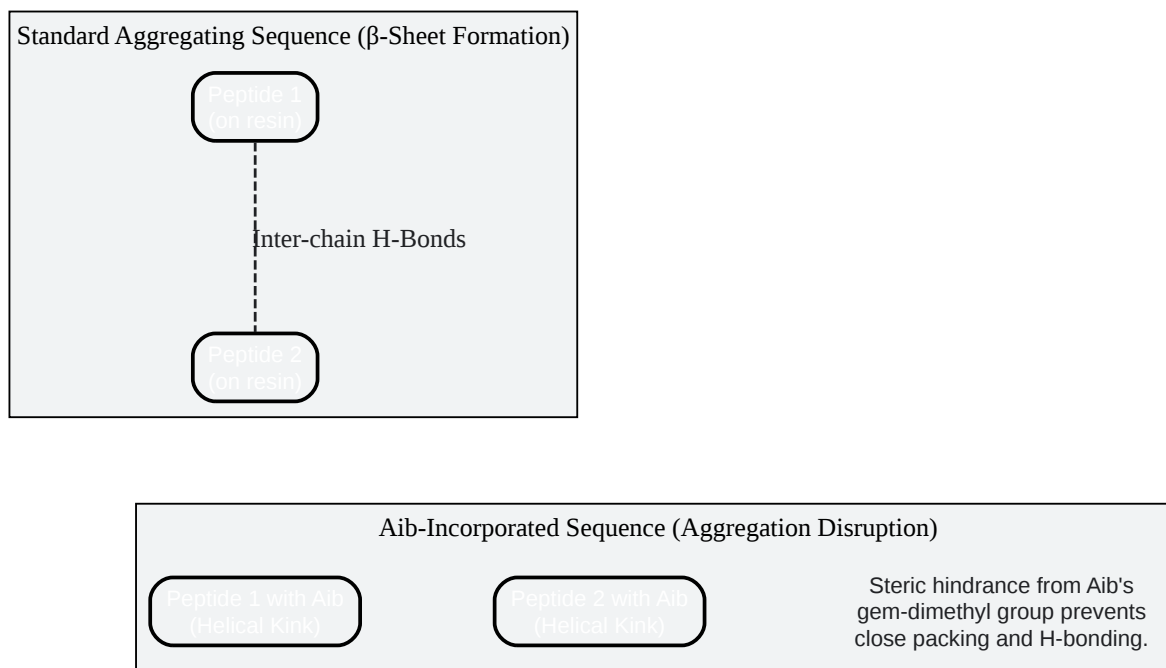 Standard Aggregating Sequence (β-Sheet Formation)
Peptide 1
(on resin)
Inter-chain H-Bonds
Peptide 2
(on resin)
Aib-Incorporated Sequence (Aggregation Disruption)
Peptide 1 with Aib
(Helical Kink)
Peptide 2 with Aib
(Helical Kink)
Steric hindrance from Aib's
gem-dimethyl group prevents
close packing and H-bonding.